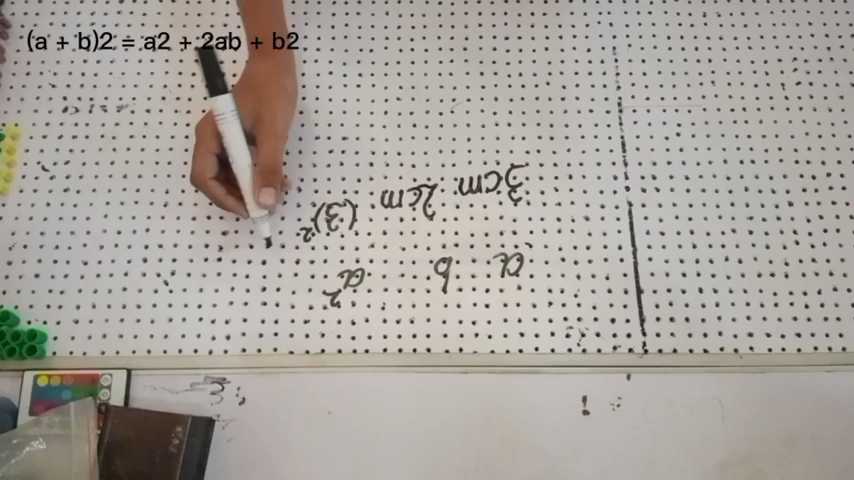 (a + b)2 = a2 + 2ab + b2
a b a²
3cm 2cm (3)²